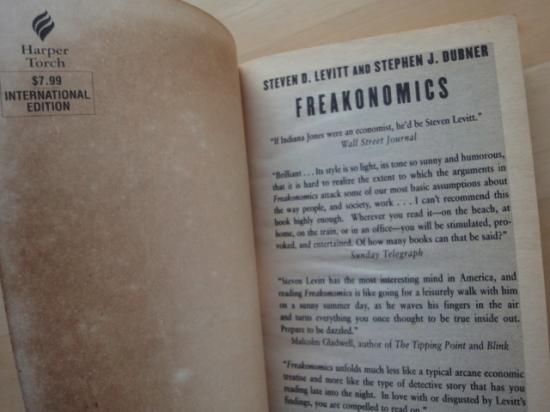 Harper
Torch
$7.99
INTERNATIONAL
EDITION
STEVEN D. LEVITT AND STEPHEN J. DUBNER
FREAKONOMICS
"If Indiana Jones were an economist, he'd be Steven Levitt."
Wall Street Journal
"Brilliant . . . Its style is so light, its tone so sunny and humorous,
that it is hard to realize the extent to which the arguments in
Freakonomics attack some of our most basic assumptions about
the way people, and society, work . . . I can't recommend this
book highly enough. Wherever you read it—on the beach, at
home, on the train, or in an office—you will be stimulated, pro-
voked, and entertained. Of how many books can that be said?"
Sunday Telegraph
"Steven Levitt has the most interesting mind in America, and
reading Freakonomics is like going for a leisurely walk with him
on a sunny summer day, as he waves his fingers in the air
and turns everything you once thought to be true inside out.
Prepare to be dazzled."
Malcolm Gladwell, author of The Tipping Point and Blink
"Freakonomics unfolds much less like a typical arcane economic
treatise and more like the type of detective story that has you
reading late into the night. In love with or disgusted by Levitt's
findings, you are compelled to read on."